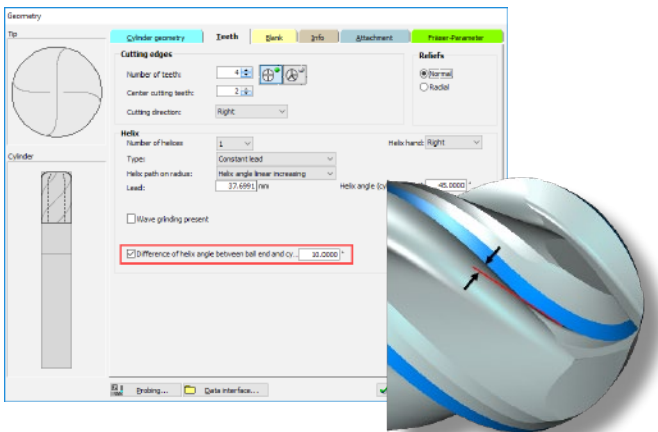 Geometry
Tip
Cylinder geometry Teeth Blank Info Attachment Fräser-Parameter
Cutting edges
Reliefs
Number of teeth: 4
Normal
Center cutting teeth: 2
Radial
Cutting direction: Right
Helix
Number of helices 1 Helix hand: Right
Cylinder
Type: Constant lead
Helix path on radius: Helix angle linear increasing
Lead: 37.6991 mm Helix angle (cy 45.0000 °
Wave grinding present
Difference of helix angle between ball end and cy... 10.0000 °
Probing... Data interface...